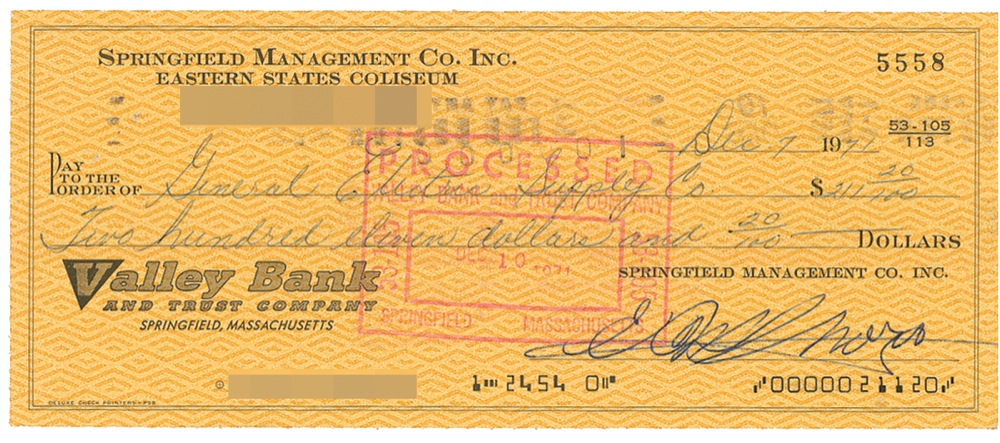 SPRINGFIELD MANAGEMENT CO. INC.
EASTERN STATES COLISEUM
5558
53-105
113
Dec 7 1971
PAY TO THE ORDER OF General Electric Supply Co $211 20/100
Two hundred eleven dollars and 20/100 DOLLARS
PROCESSED
VALLEY BANK and TRUST COMPANY
DEC 10 1971
SPRINGFIELD MASSACHUSETTS
Valley Bank
AND TRUST COMPANY
SPRINGFIELD, MASSACHUSETTS
SPRINGFIELD MANAGEMENT CO. INC.
2454 0
0000021120
DELUXE CHECK PRINTERS